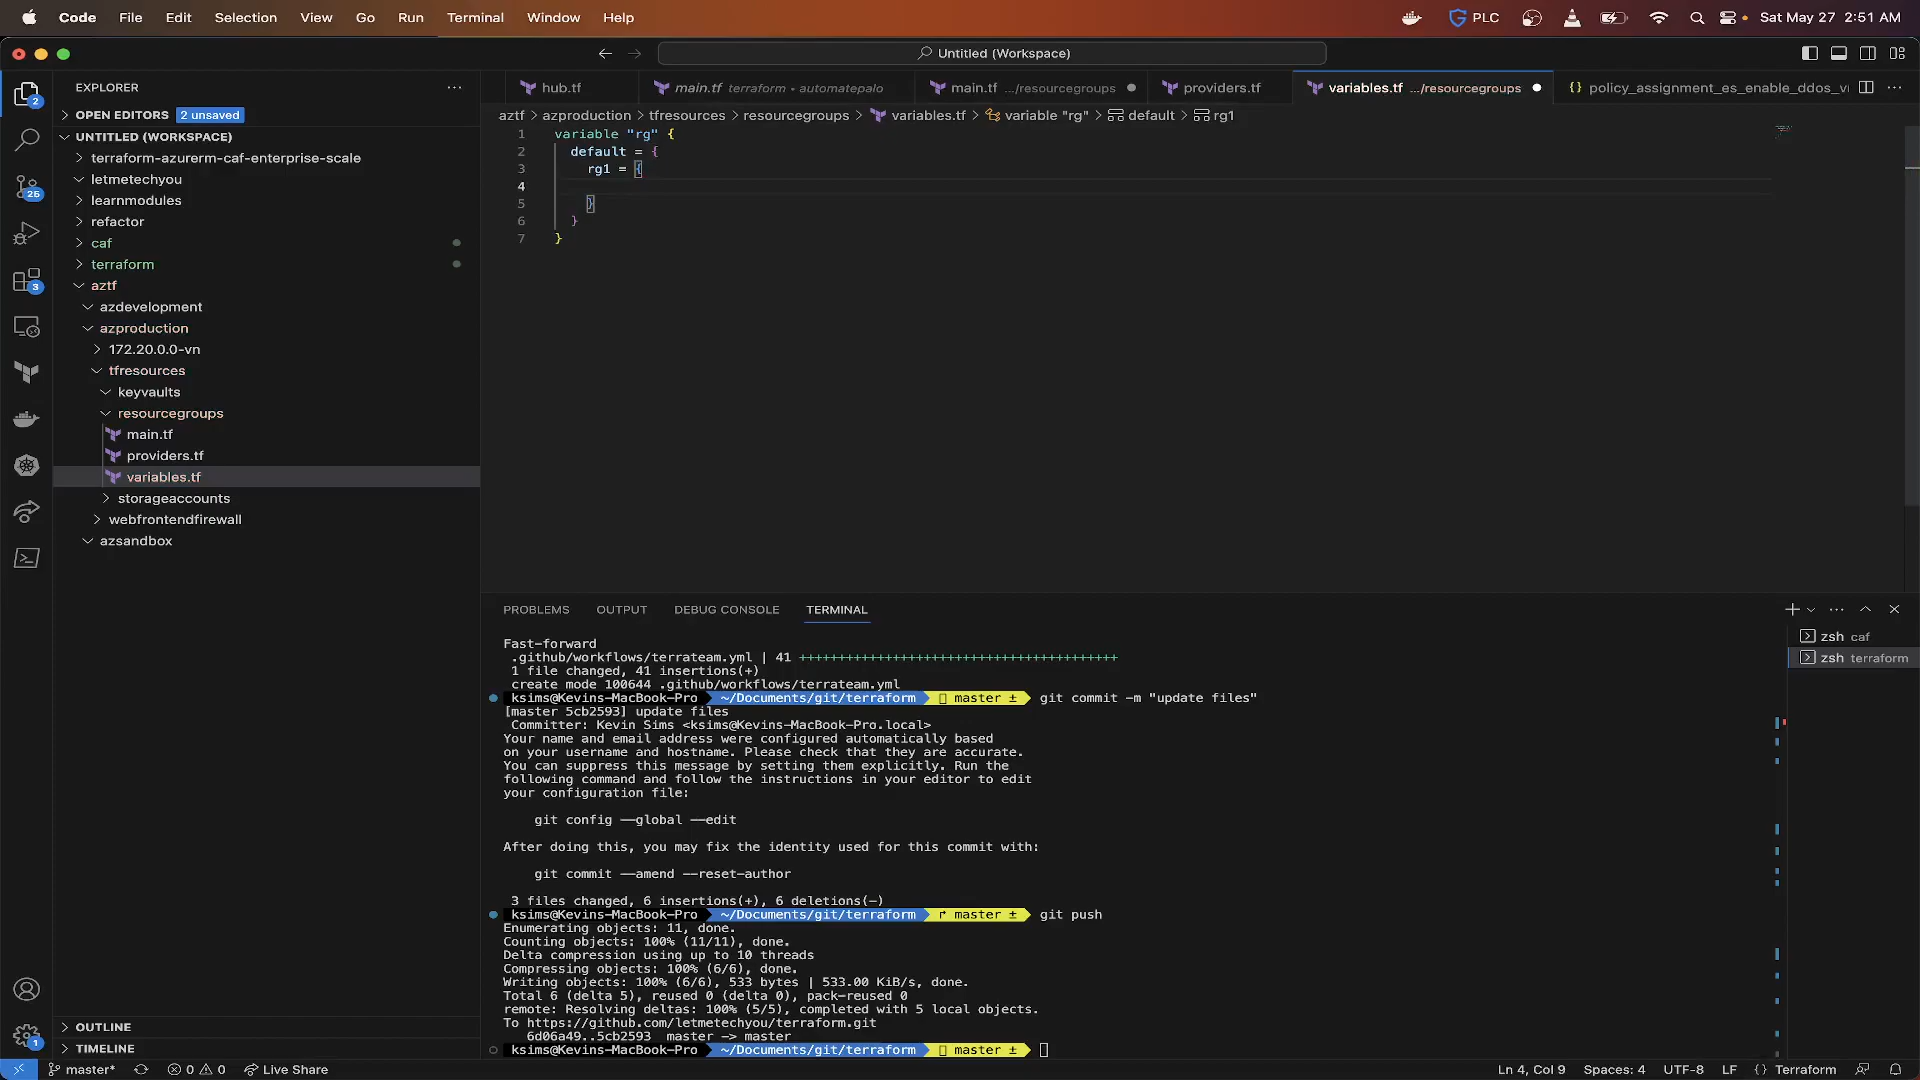 Code File Edit Selection View Go Run Terminal Window Help PLC Sat May 27 2:51 AM
Untitled (Workspace)
EXPLORER
hub.tf main.tf terraform • automatepalo main.tf .../resourcegroups providers.tf variables.tf .../resourcegroups policy_assignment_es_enable_ddos_v
aztf > azproduction > tfresources > resourcegroups > variables.tf > variable "rg" > default > rg1
OPEN EDITORS 2 unsaved
UNTITLED (WORKSPACE)
terraform-azurerm-caf-enterprise-scale
letmetechyou
learnmodules
refactor
caf
terraform
aztf
azdevelopment
azproduction
172.20.0.0-vn
tfresources
keyvaults
resourcegroups
main.tf
providers.tf
variables.tf
storageaccounts
webfrontendfirewall
azsandbox
2
25
3
1
OUTLINE
TIMELINE
1 variable "rg" {
2 default = {
3 rg1 = {
4
5 }
6 }
7 }
PROBLEMS OUTPUT DEBUG CONSOLE TERMINAL
zsh caf
zsh terraform
Fast-forward
.github/workflows/terrateam.yml | 41 +++++++++++++++++++++++++++++++++++++++++
1 file changed, 41 insertions(+)
create mode 100644 .github/workflows/terrateam.yml
ksims@Kevins-MacBook-Pro ~/Documents/git/terraform master ± git commit -m "update files"
[master 5cb2593] update files
Committer: Kevin Sims <ksims@Kevins-MacBook-Pro.local>
Your name and email address were configured automatically based
on your username and hostname. Please check that they are accurate.
You can suppress this message by setting them explicitly. Run the
following command and follow the instructions in your editor to edit
your configuration file:
git config --global --edit
After doing this, you may fix the identity used for this commit with:
git commit --amend --reset-author
3 files changed, 6 insertions(+), 6 deletions(-)
ksims@Kevins-MacBook-Pro ~/Documents/git/terraform master ± git push
Enumerating objects: 11, done.
Counting objects: 100% (11/11), done.
Delta compression using up to 10 threads
Compressing objects: 100% (6/6), done.
Writing objects: 100% (6/6), 533 bytes | 533.00 KiB/s, done.
Total 6 (delta 5), reused 0 (delta 0), pack-reused 0
remote: Resolving deltas: 100% (5/5), completed with 5 local objects.
To https://github.com/letmetechyou/terraform.git
6d06a49..5cb2593 master -> master
ksims@Kevins-MacBook-Pro ~/Documents/git/terraform master ±
master* 0 0 Live Share Ln 4, Col 9 Spaces: 4 UTF-8 LF {} Terraform